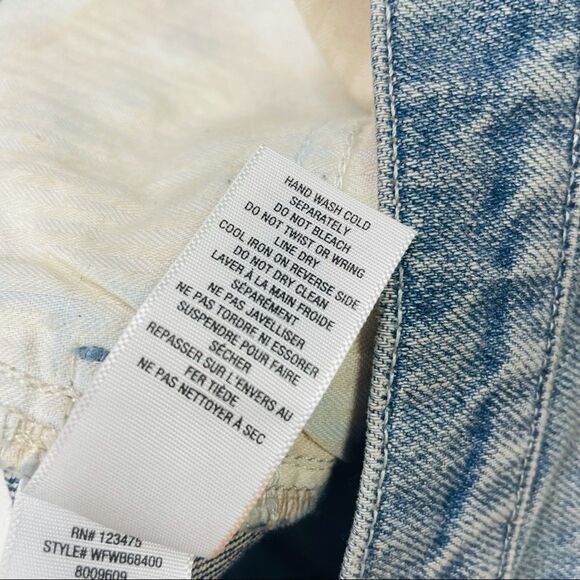 HAND WASH COLD
SEPARATELY
DO NOT BLEACH
DO NOT TWIST OR WRING
LINE DRY
COOL IRON ON REVERSE SIDE
DO NOT DRY CLEAN
LAVER À LA MAIN FROIDE
SÉPARÉMENT
NE PAS JAVELLISER
NE PAS TORDRE NI ESSORER
SUSPENDRE POUR FAIRE
SÉCHER
REPASSER SUR L'ENVERS AU
FER TIÈDE
NE PAS NETTOYER À SEC
RN# 123475
STYLE# WFWB68400
8009609